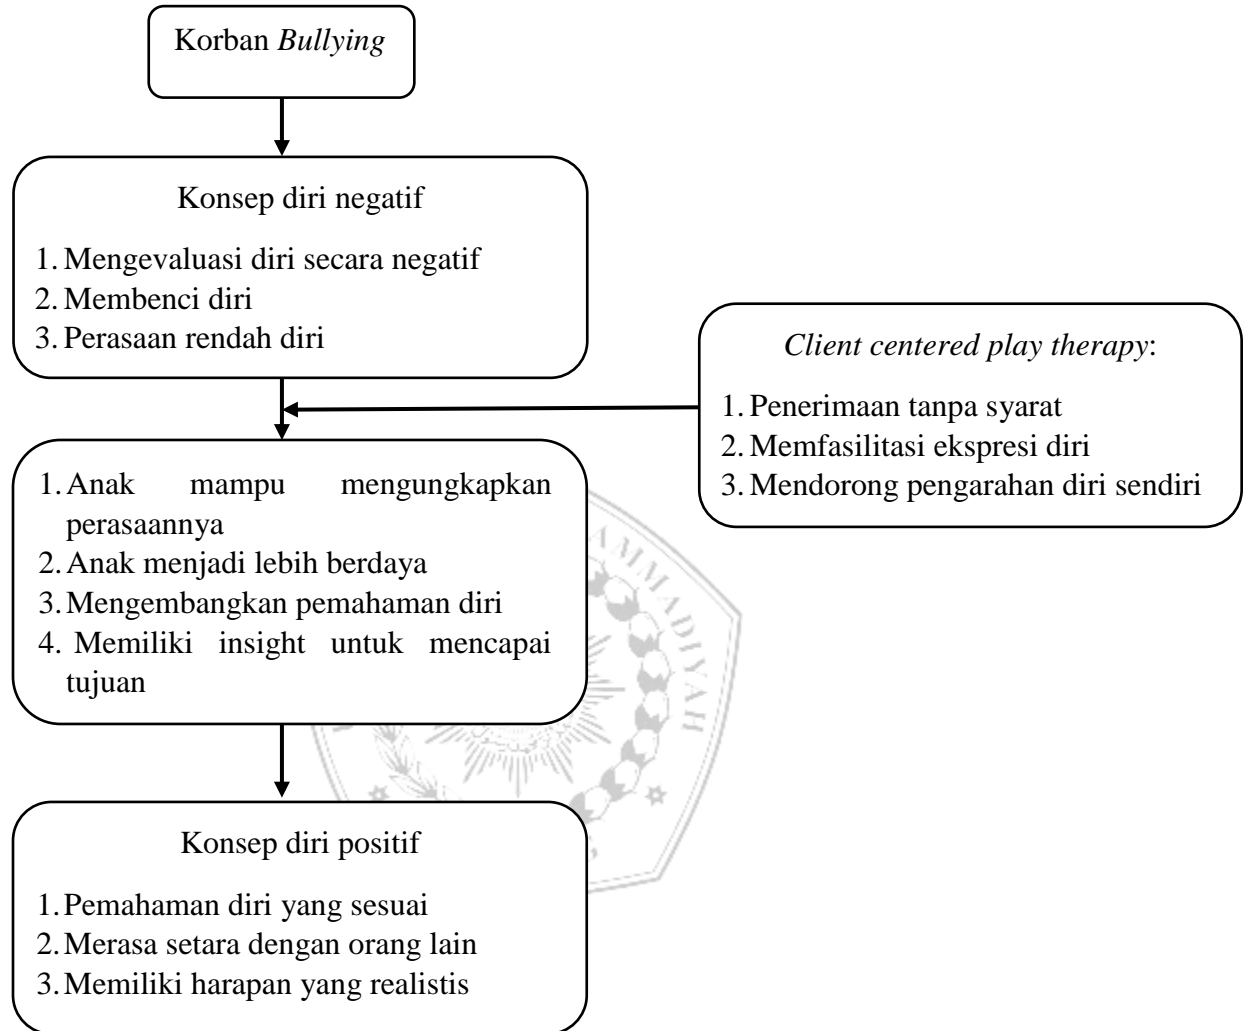 Korban Bullying
Konsep diri negatif
1. Mengevaluasi diri secara negatif
2. Membenci diri
3. Perasaan rendah diri
Client centered play therapy:
1. Penerimaan tanpa syarat
2. Memfasilitasi ekspresi diri
3. Mendorong pengarahan diri sendiri
1. Anak mampu mengungkapkan
perasaannya
2. Anak menjadi lebih berdaya
3. Mengembangkan pemahaman diri
4. Memiliki insight untuk mencapai
tujuan
Konsep diri positif
1. Pemahaman diri yang sesuai
2. Merasa setara dengan orang lain
3. Memiliki harapan yang realistis